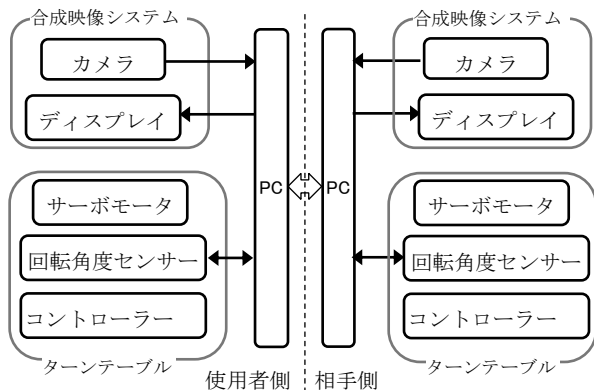 合成映像システム
カメラ
ディスプレイ
サーボモータ
回転角度センサー
コントローラー
ターンテーブル
PC
使用者側
合成映像システム
カメラ
ディスプレイ
PC
サーボモータ
回転角度センサー
コントローラー
ターンテーブル
相手側